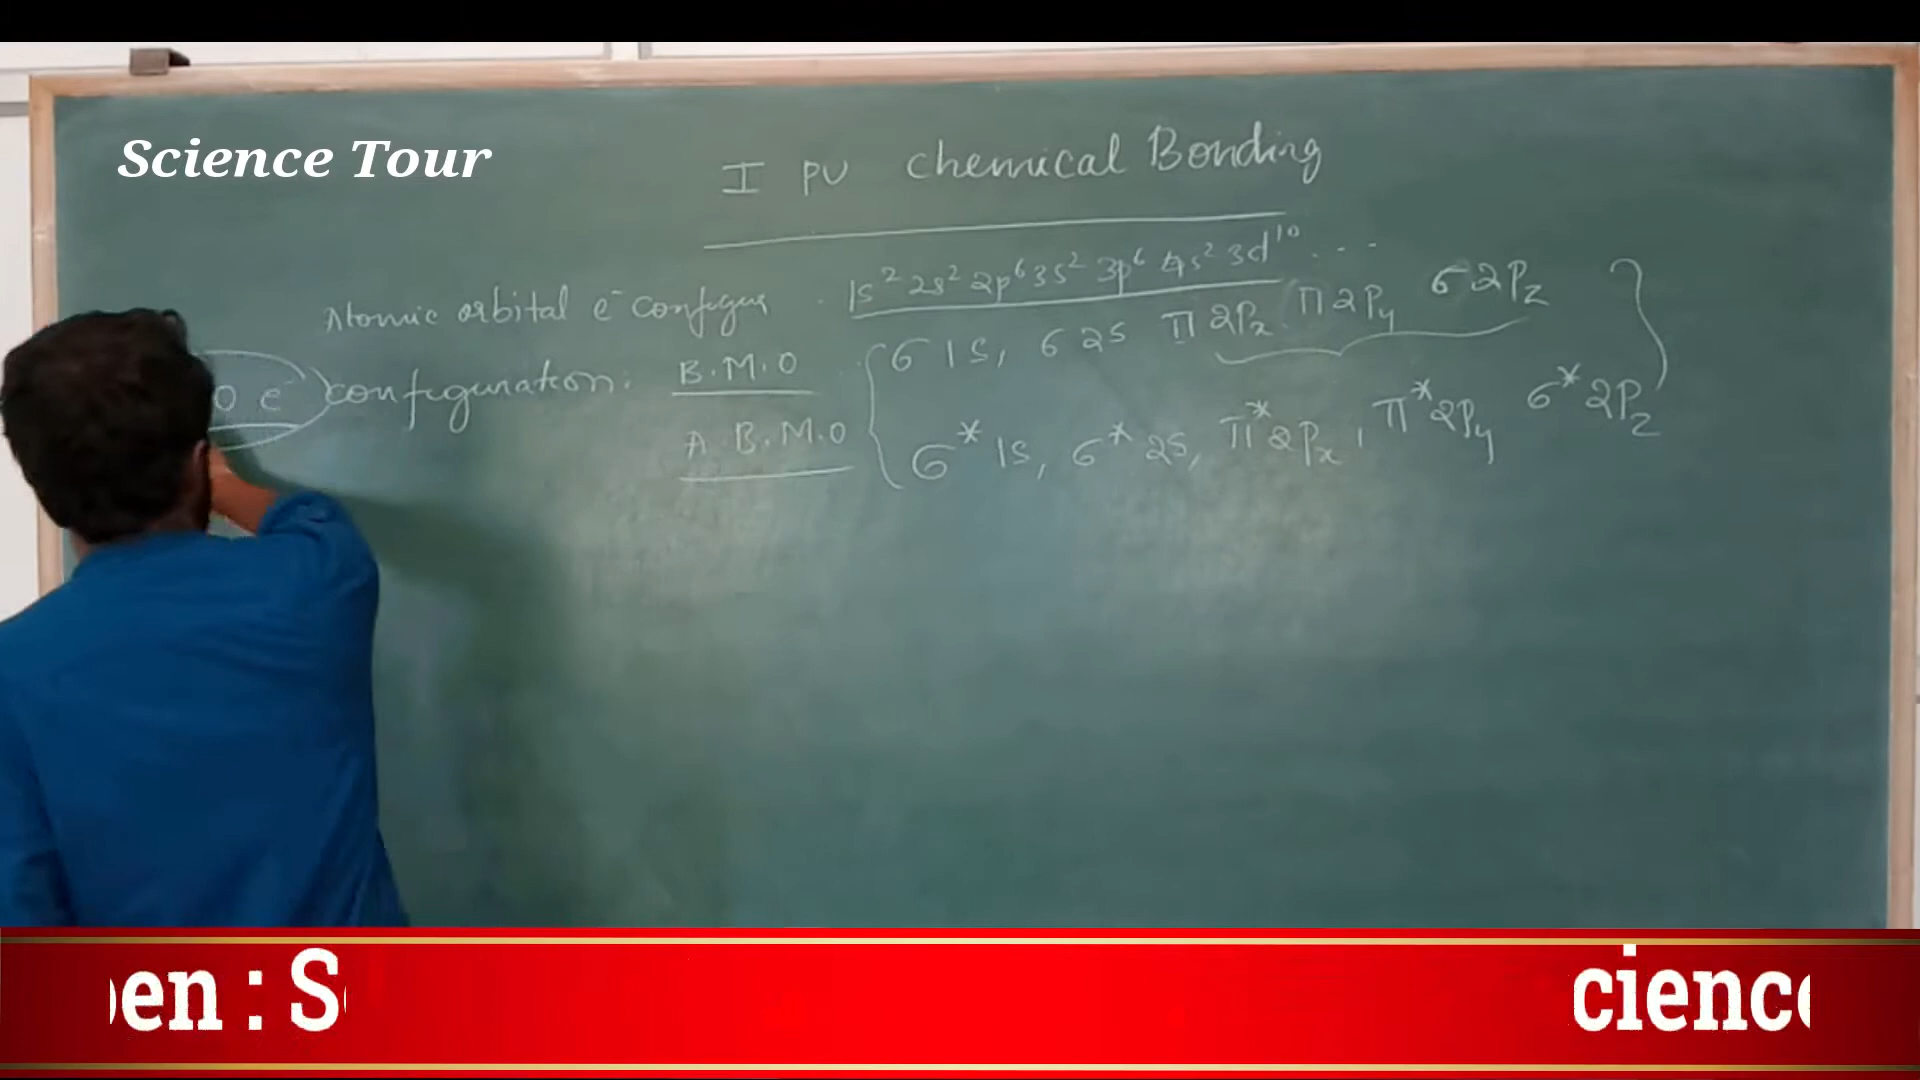 Science Tour
I PU Chemical Bonding
Atomic orbital e⁻ configur 1s² 2s² 2p⁶ 3s² 3p⁶ 4s² 3d¹⁰ ...
O e⁻ configuration: B.M.O σ1s, σ2s π2Px π2Py σ2Pz
A.B.M.O σ*1s, σ*2s, π*2Px, π*2Py σ*2Pz
en : S cienc